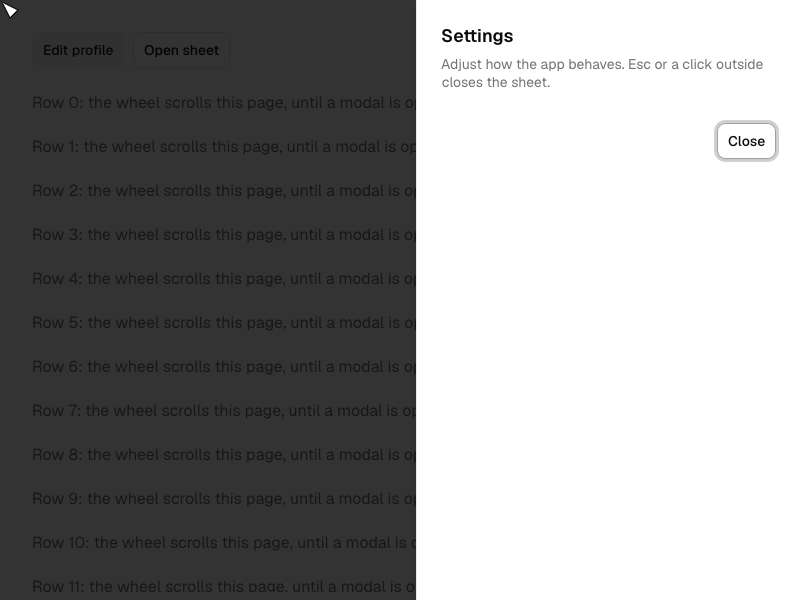 Edit profile
Open sheet
Row 0: the wheel scrolls this page, until a modal is
Row 1: the wheel scrolls this page, until a modal is
Row 2: the wheel scrolls this page, until a modal is
Row 3: the wheel scrolls this page, until a modal is
Row 4: the wheel scrolls this page, until a modal is
Row 5: the wheel scrolls this page, until a modal is
Row 6: the wheel scrolls this page, until a modal is
Row 7: the wheel scrolls this page, until a modal is
Row 8: the wheel scrolls this page, until a modal is
Row 9: the wheel scrolls this page, until a modal is
Row 10: the wheel scrolls this page, until a modal is
Row 11: the wheel scrolls this page, until a modal is
Settings
Adjust how the app behaves. Esc or a click outside
closes the sheet.
Close